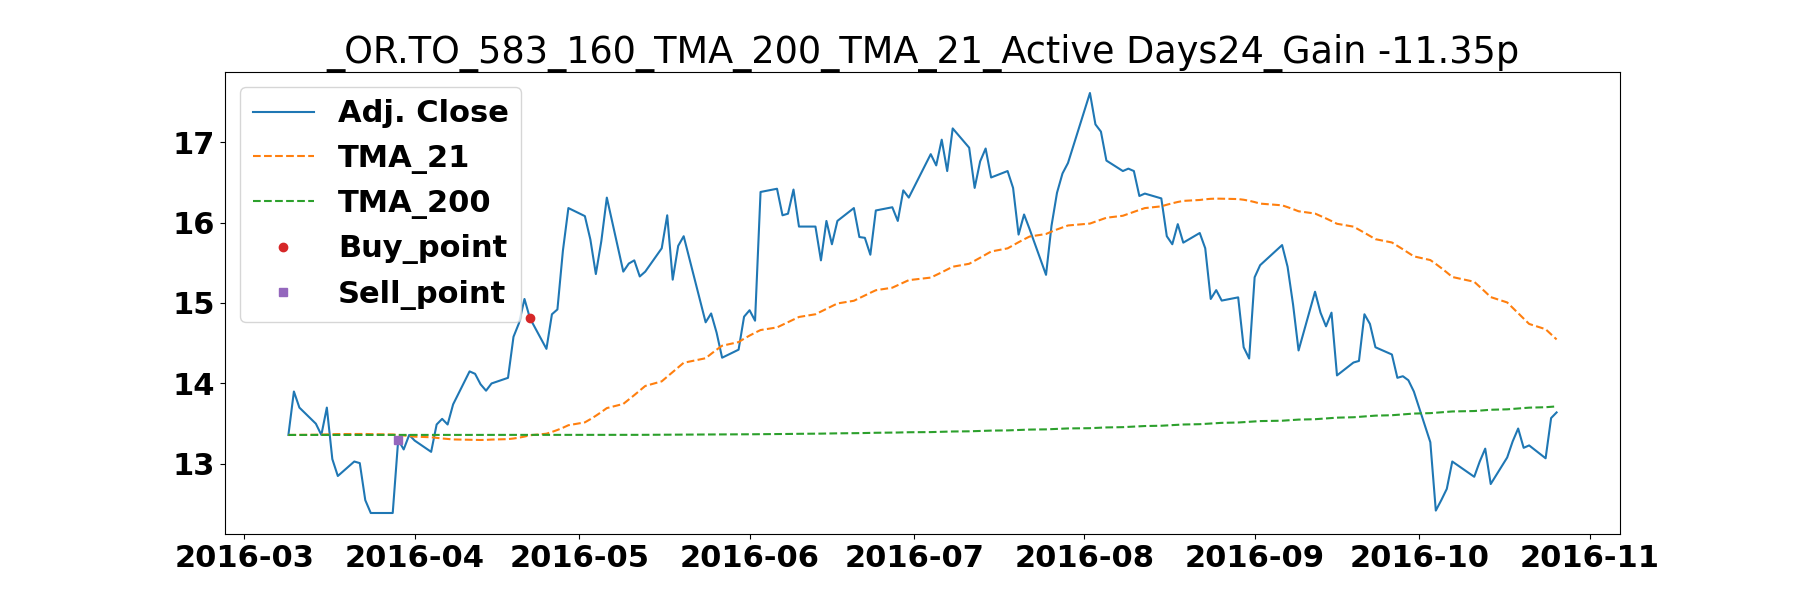 _OR.TO_583_160_TMA_200_TMA_21_Active Days24_Gain -11.35p
Adj. Close
TMA_21
TMA_200
Buy_point
Sell_point
17
16
15
14
13
2016-03 2016-04 2016-05 2016-06 2016-07 2016-08 2016-09 2016-10 2016-11